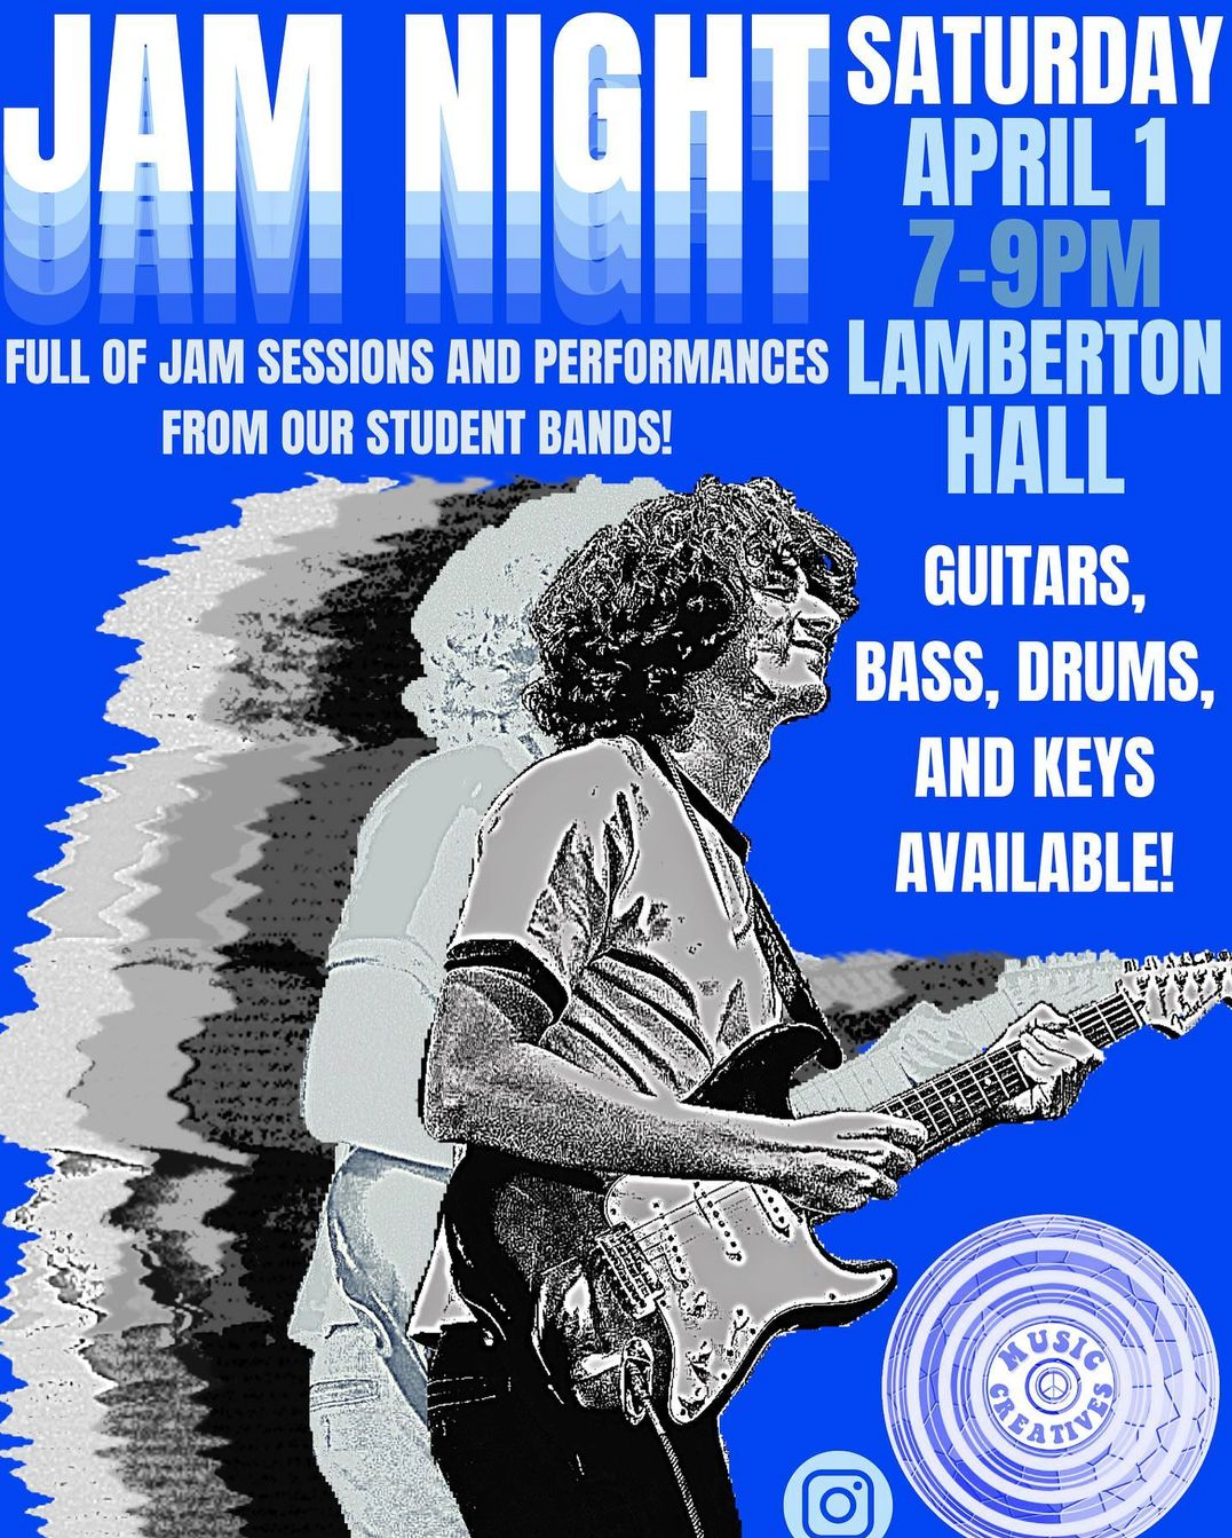 JAM NIGHT
FULL OF JAM SESSIONS AND PERFORMANCES
FROM OUR STUDENT BANDS!
SATURDAY
APRIL 1
7-9PM
LAMBERTON
HALL
GUITARS,
BASS, DRUMS,
AND KEYS
AVAILABLE!
MUSIC
CREATIVES